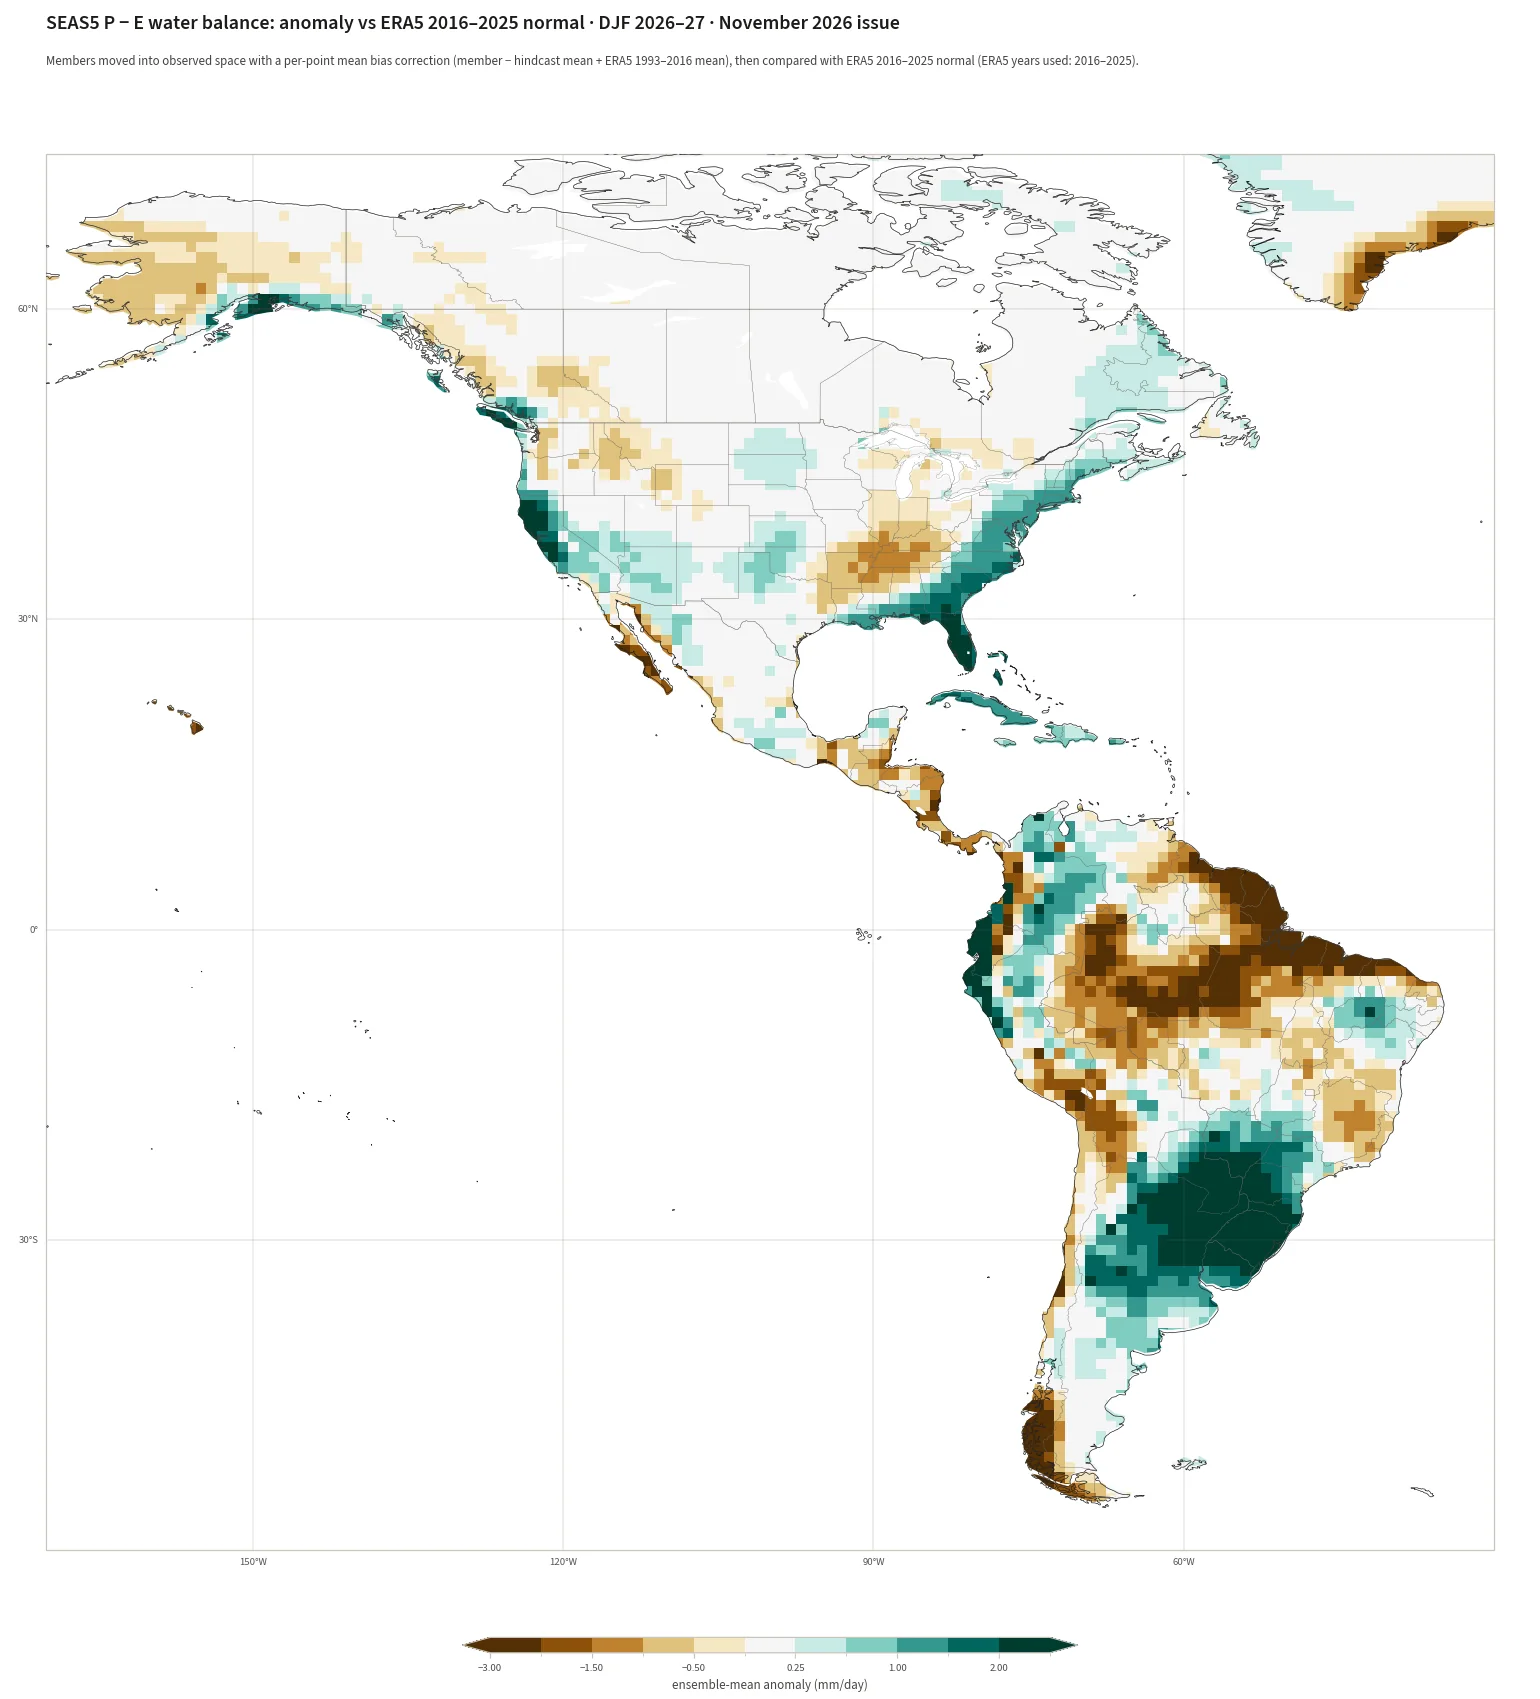 SEAS5 P − E water balance: anomaly vs ERA5 2016–2025 normal · DJF 2026–27 · November 2026 issue
Members moved into observed space with a per-point mean bias correction (member − hindcast mean + ERA5 1993–2016 mean), then compared with ERA5 2016–2025 normal (ERA5 years used: 2016–2025).
60°N
30°N
0°
30°S
150°W 120°W 90°W 60°W
−3.00 −1.50 −0.50 0.25 1.00 2.00
ensemble-mean anomaly (mm/day)